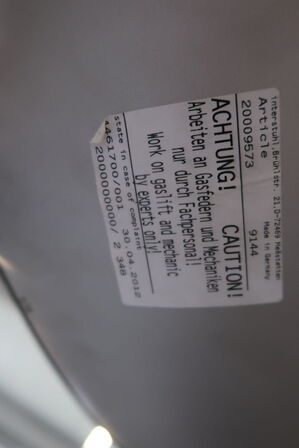 interstuhl,Brühlstr. 21,D-72469 Meßstetten
Article Made in Germany
20009573 9144
ACHTUNG! CAUTION!
Arbeiten an Gasfedern und Mechaniken
nur durch Fachpersonal!
Work on gaslift and mechanic
by experts only!
state in case of complaint
4461700/001 30.04.2012
2000000000/ 2 348